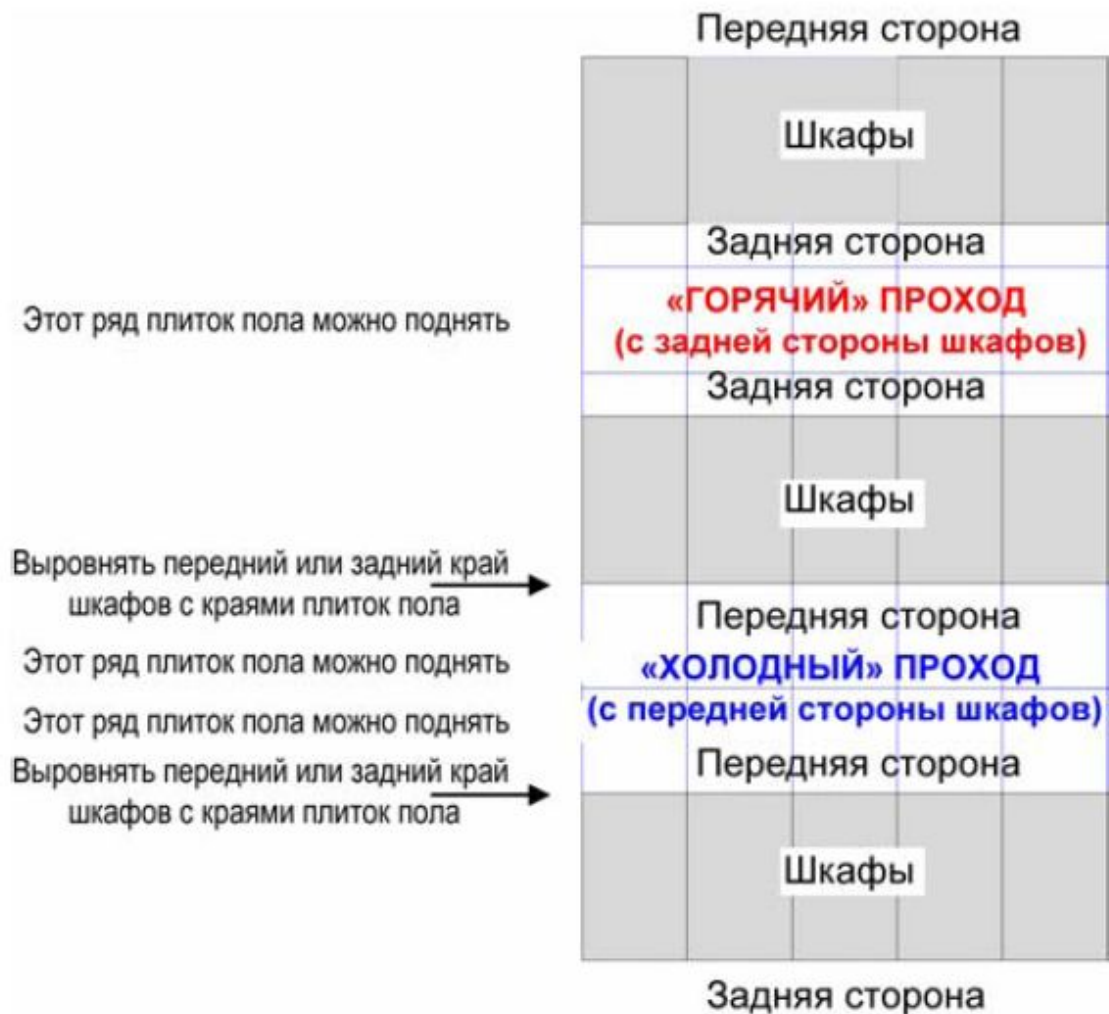 Передняя сторона
Шкафы
Задняя сторона
Этот ряд плиток пола можно поднять
«ГОРЯЧИЙ» ПРОХОД
(с задней стороны шкафов)
Задняя сторона
Шкафы
Выровнять передний или задний край
шкафов с краями плиток пола
Передняя сторона
Этот ряд плиток пола можно поднять
«ХОЛОДНЫЙ» ПРОХОД
(с передней стороны шкафов)
Этот ряд плиток пола можно поднять
Передняя сторона
Выровнять передний или задний край
шкафов с краями плиток пола
Шкафы
Задняя сторона